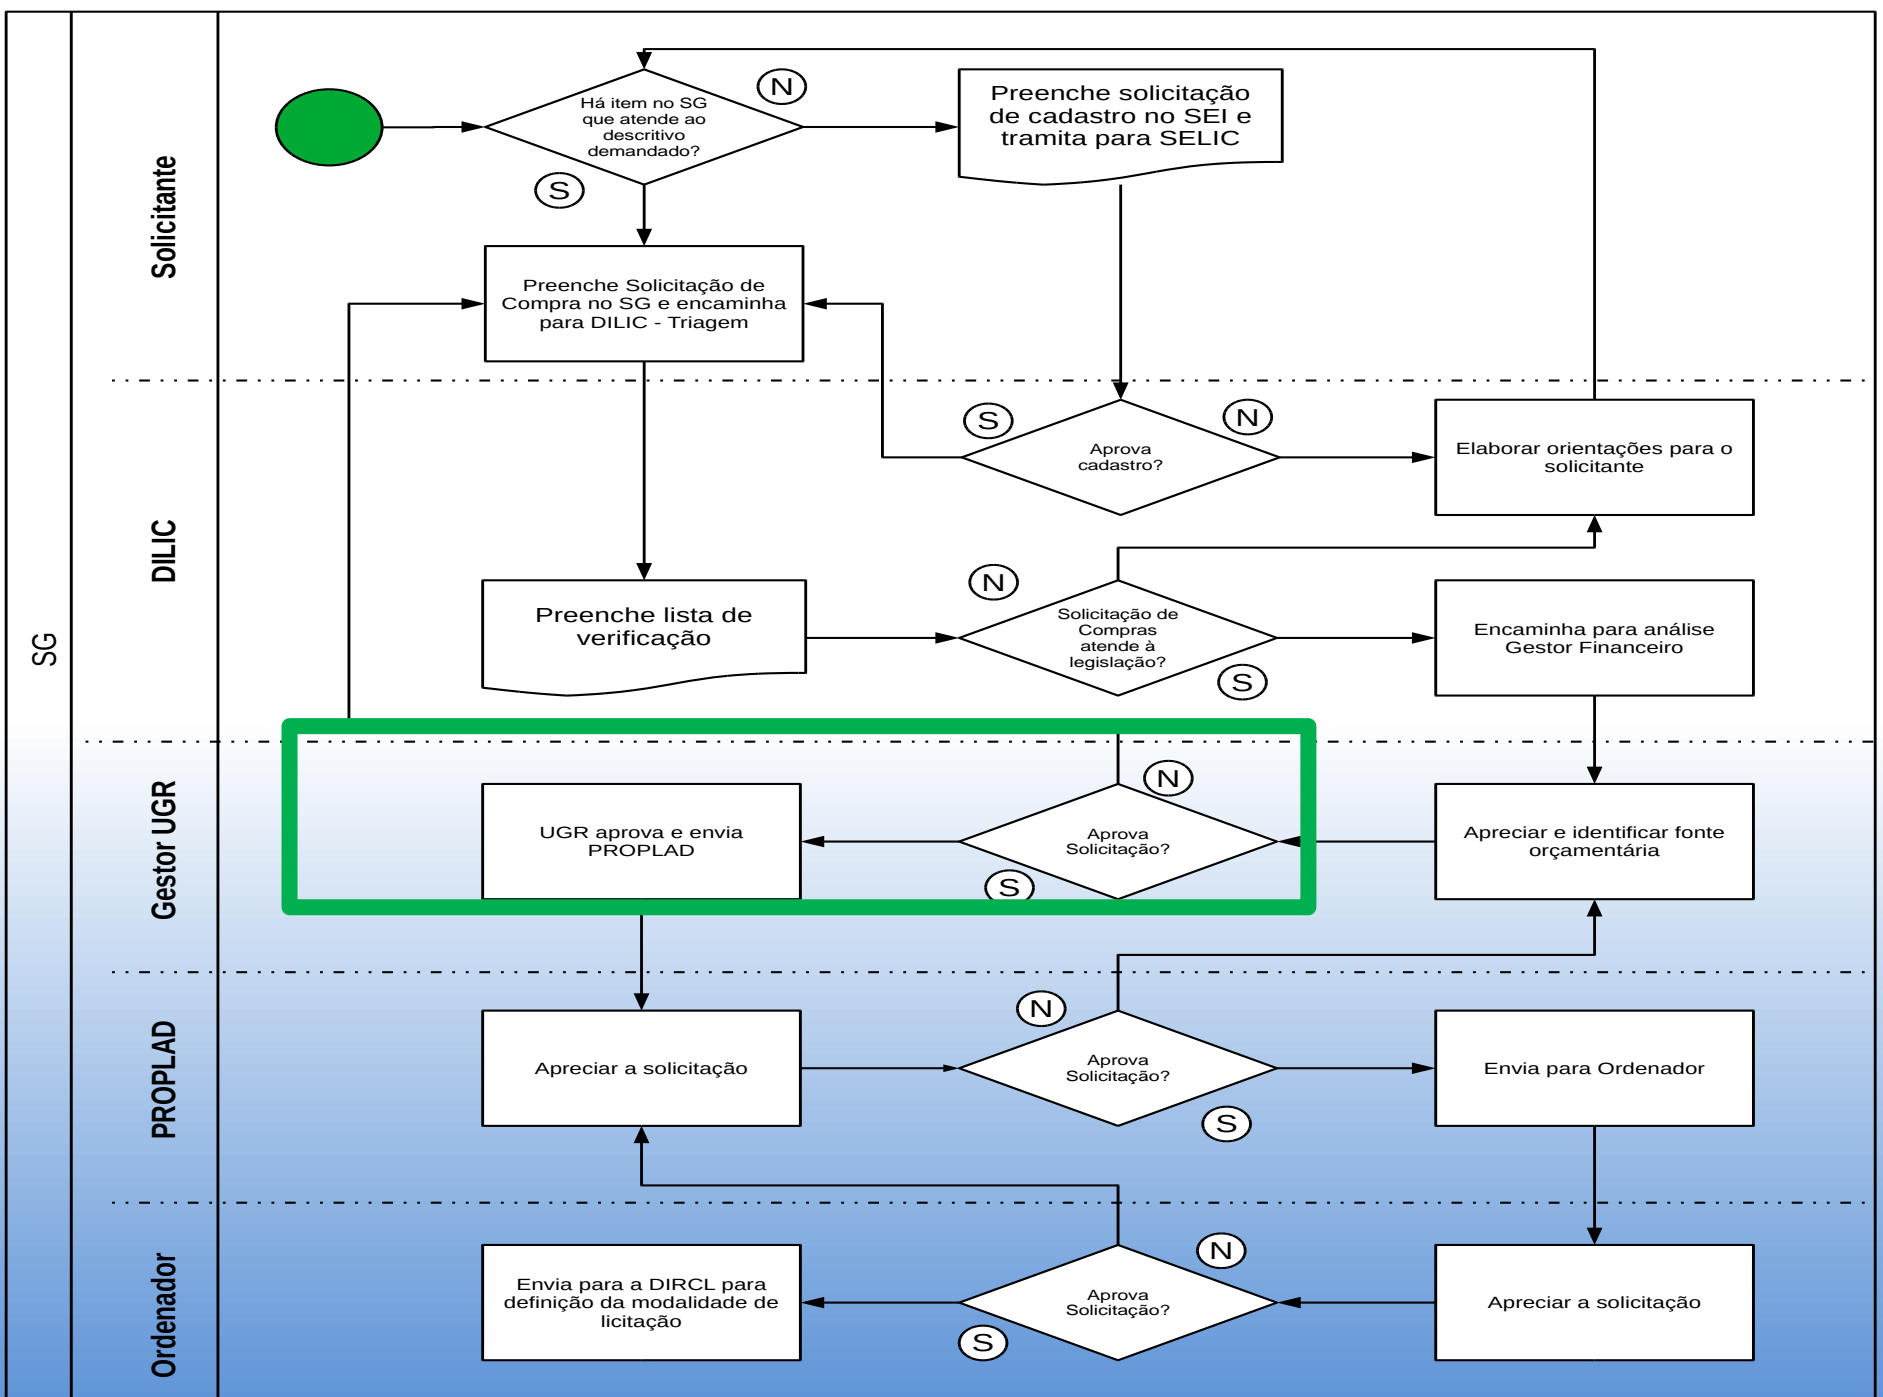 SG
Solicitante
Há item no SG
que atende ao
descritivo
demandado?
N
S
Preenche solicitação
de cadastro no SEI e
tramita para SELIC
Preenche Solicitação de
Compra no SG e encaminha
para DILIC - Triagem
DILIC
S
Aprova
cadastro?
N
Elaborar orientações para o
solicitante
Preenche lista de
verificação
N
Solicitação de
Compras
atende à
legislação?
S
Encaminha para análise
Gestor Financeiro
Gestor UGR
UGR aprova e envia
PROPLAD
N
Aprova
Solicitação?
S
Apreciar e identificar fonte
orçamentária
PROPLAD
Apreciar a solicitação
N
Aprova
Solicitação?
S
Envia para Ordenador
Ordenador
Envia para a DIRCL para
definição da modalidade de
licitação
N
Aprova
Solicitação?
S
Apreciar a solicitação